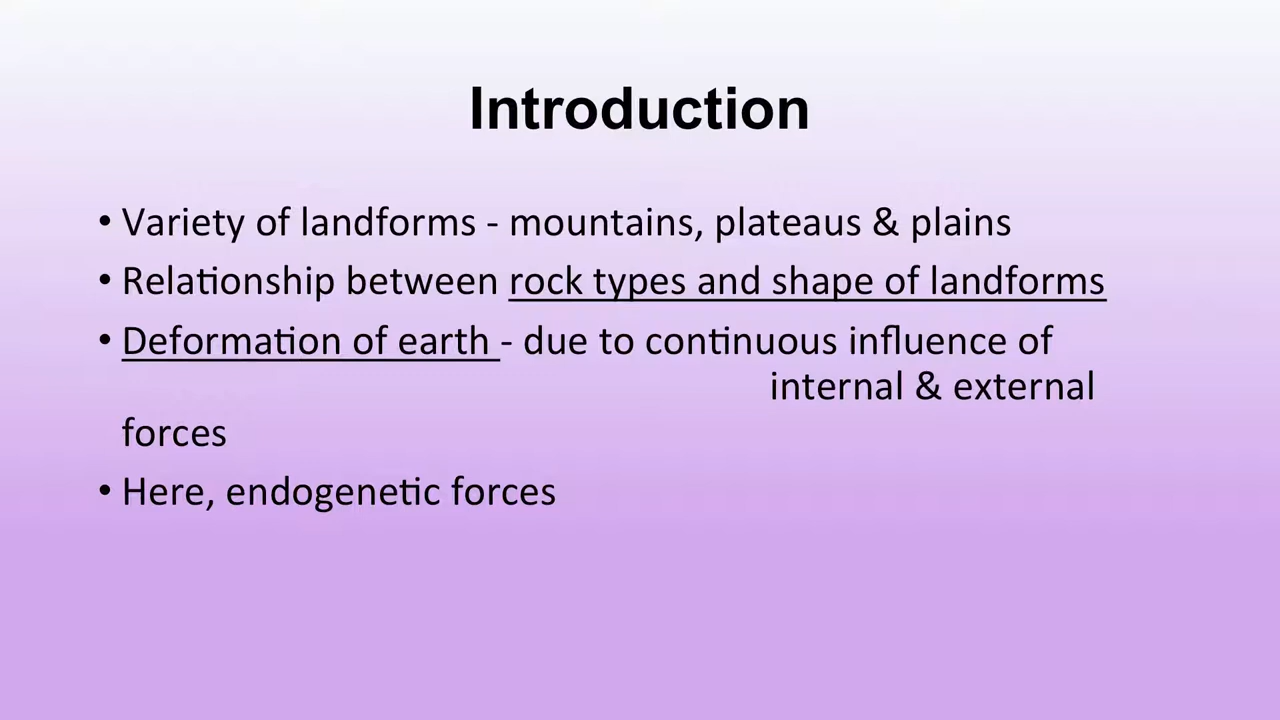 Introduction
• Variety of landforms - mountains, plateaus & plains
• Relationship between rock types and shape of landforms
• Deformation of earth - due to continuous influence of
internal & external
forces
• Here, endogenetic forces